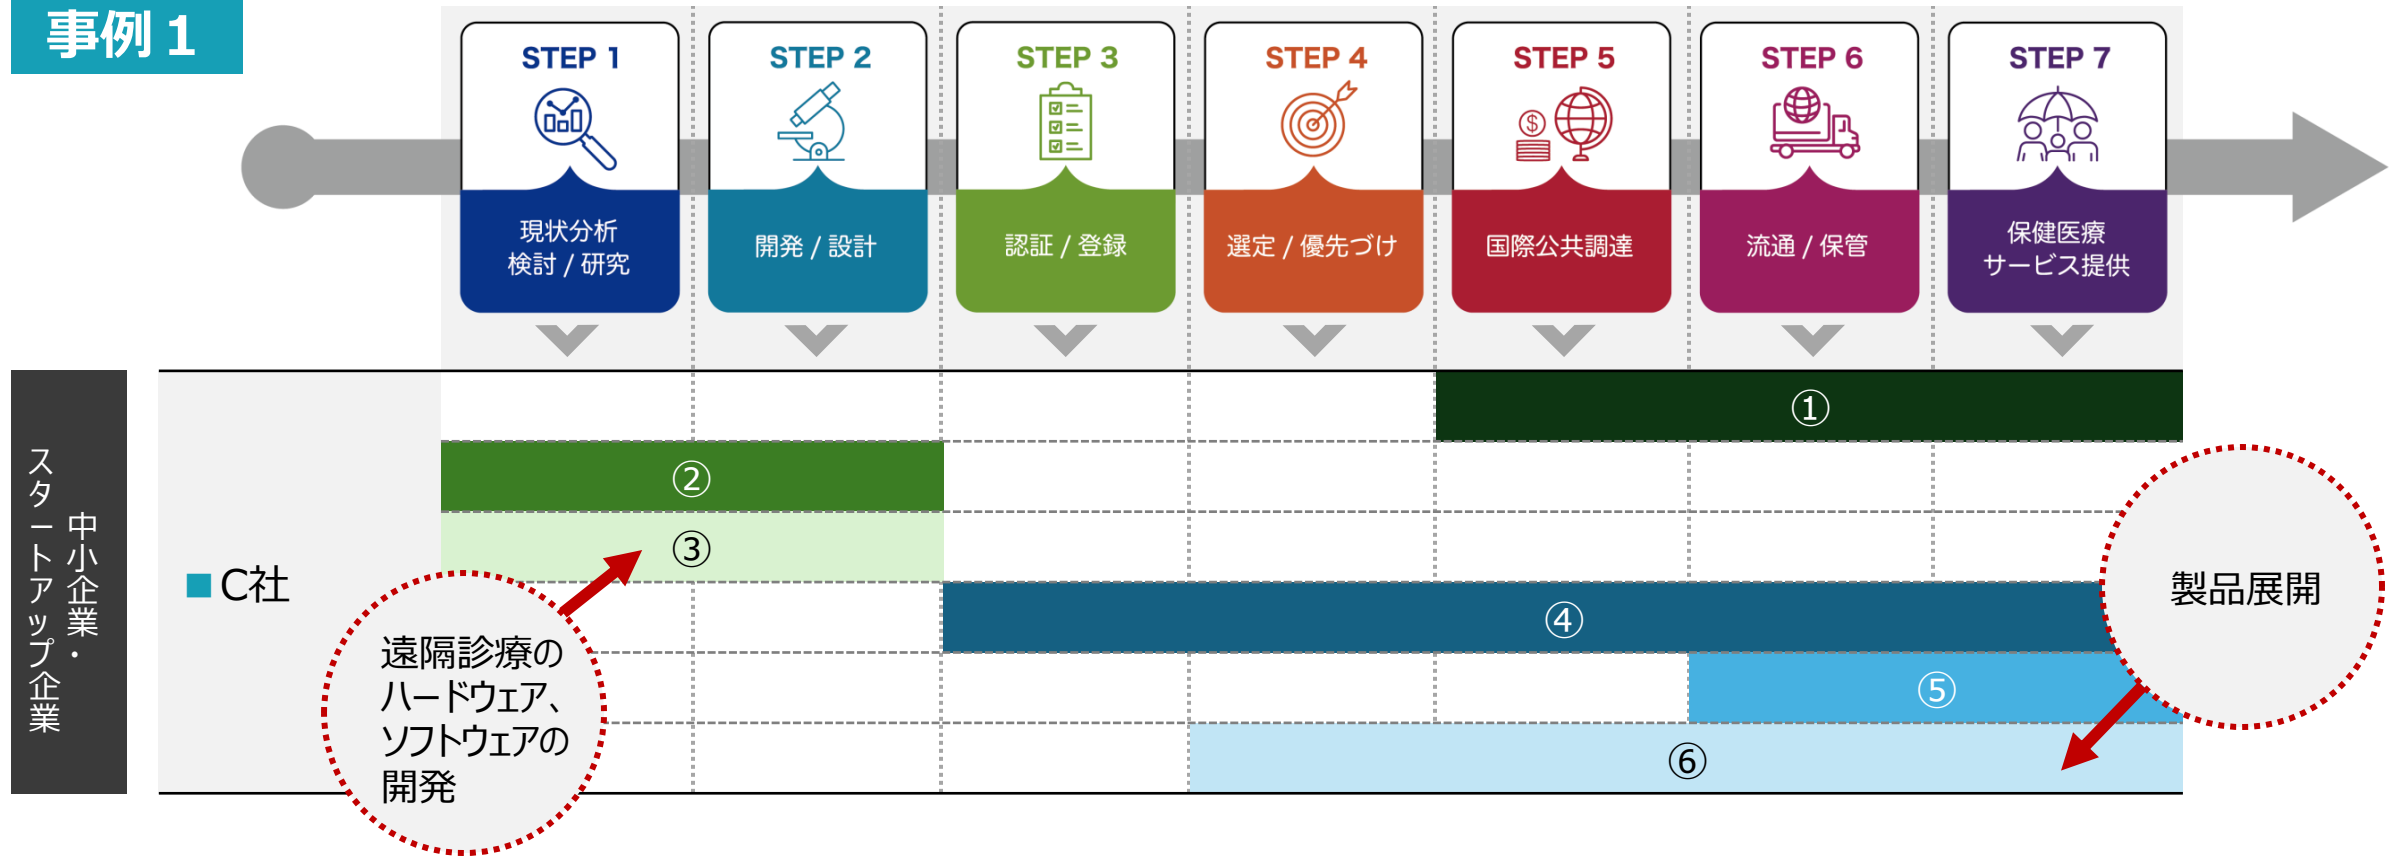 事例1
STEP 1
現状分析
検討 / 研究
STEP 2
開発 / 設計
STEP 3
認証 / 登録
STEP 4
選定 / 優先づけ
STEP 5
$
国際公共調達
STEP 6
流通 / 保管
STEP 7
保健医療
サービス提供
中小企業・
スタートアップ企業
■ C社
①
②
③
④
⑤
⑥
遠隔診療の
ハードウェア、
ソフトウェアの
開発
製品展開